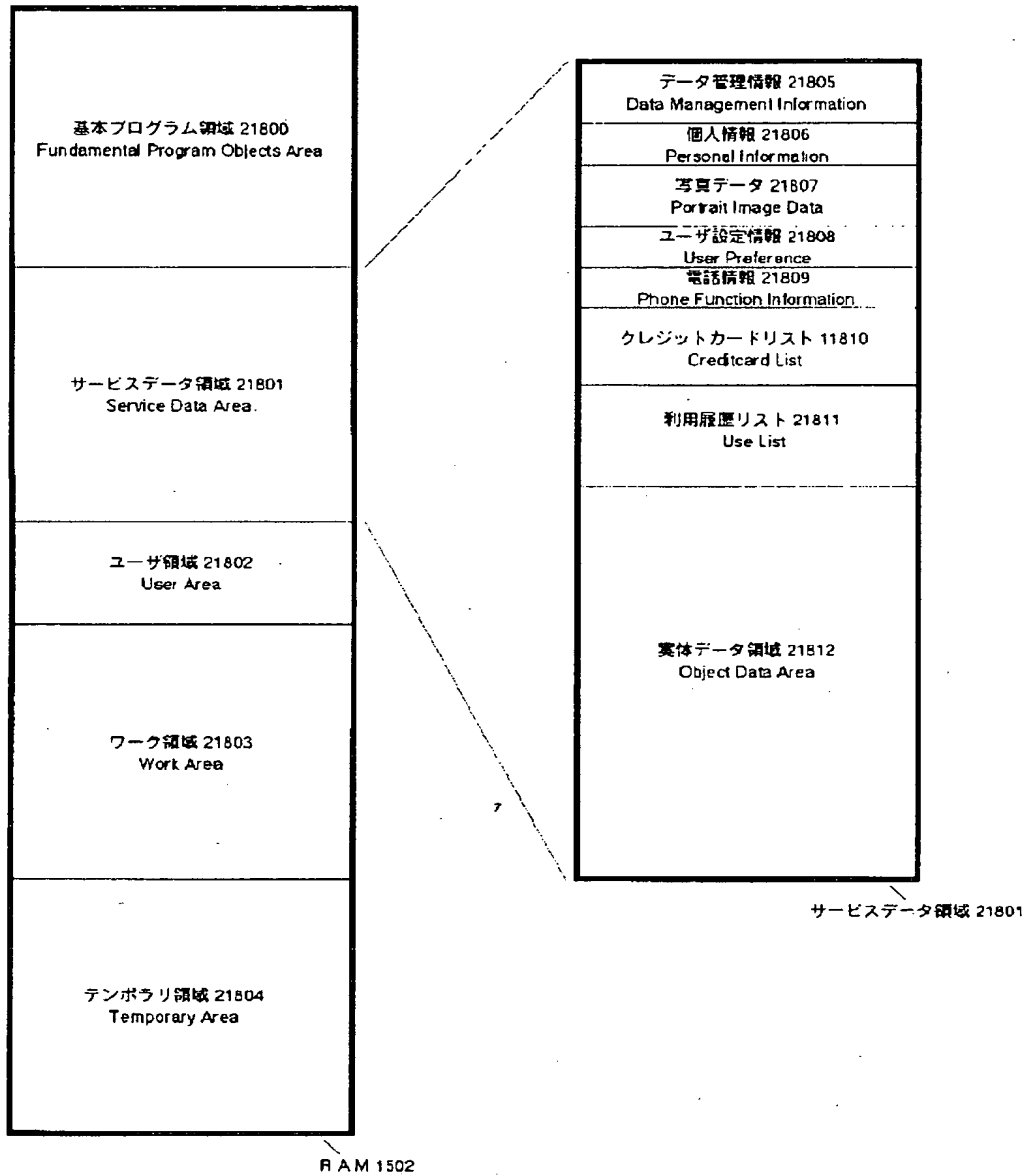 基本プログラム領域 21800
Fundamental Program Objects Area
サービスデータ領域 21801
Service Data Area.
ユーザ領域 21802
User Area
ワーク領域 21803
Work Area
テンポラリ領域 21804
Temporary Area
RAM 1502
データ管理情報 21805
Data Management Information
個人情報 21806
Personal Information
写真データ 21807
Portrait Image Data
ユーザ設定情報 21808
User Preference
電話情報 21809
Phone Function Information
クレジットカードリスト 11810
Creditcard List
利用履歴リスト 21811
Use List
実体データ領域 21812
Object Data Area
サービスデータ領域 21801